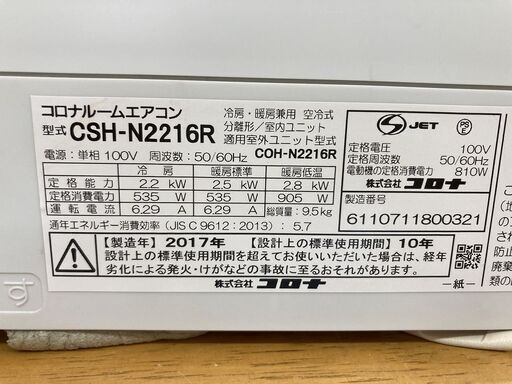 コロナルームエアコン
冷房・暖房兼用 空冷式
型式 CSH-N2216R
分離形／室内ユニット
適用室外ユニット型式
電源：単相 100V 周波数：50/60Hz COH-N2216R
冷房 暖房標準 暖房低温
定格能力 2.2 kW 2.5 kW 2.8 kW
定格消費電力 535 W 535 W 905 W
運転電流 6.29 A 6.29 A 総質量：9.5kg
通年エネルギー消費効率（JIS C 9612：2013）：5.7
S JET
PS E
定格電圧 100V
定格周波数 50/60Hz
電動機の定格消費電力 810W
株式会社 コロナ
製造番号
6110711800321
【製造年】2017年 【設計上の標準使用期間】10年
設計上の標準使用期間を超えてお使いいただいた場合は、経年
劣化による発火・けがなどの事故に至るおそれがあります。
株式会社 コロナ
す
－紙－